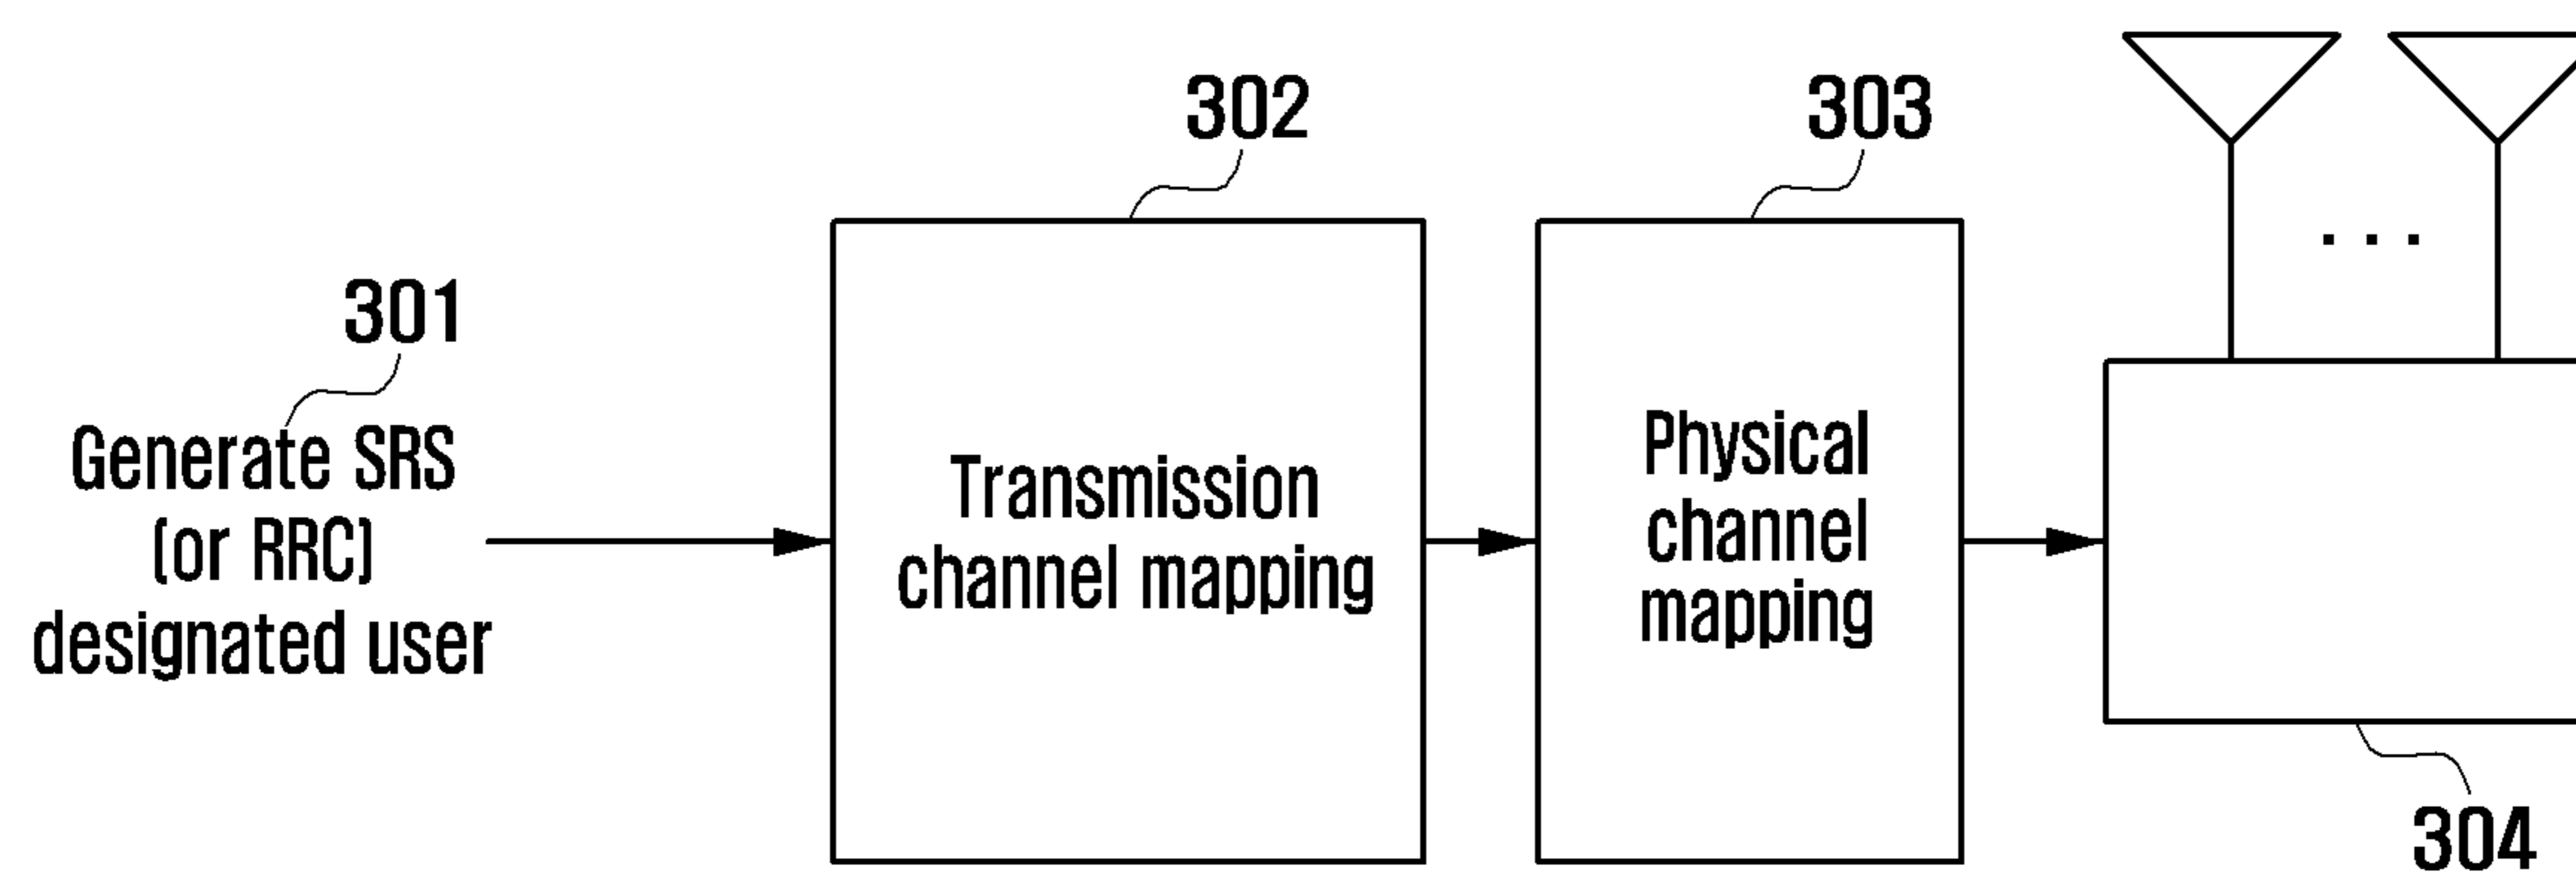 302
303
301
Generate SRS
(or RRC)
designated user
Transmission
channel mapping
Physical
channel
mapping
. . .
304